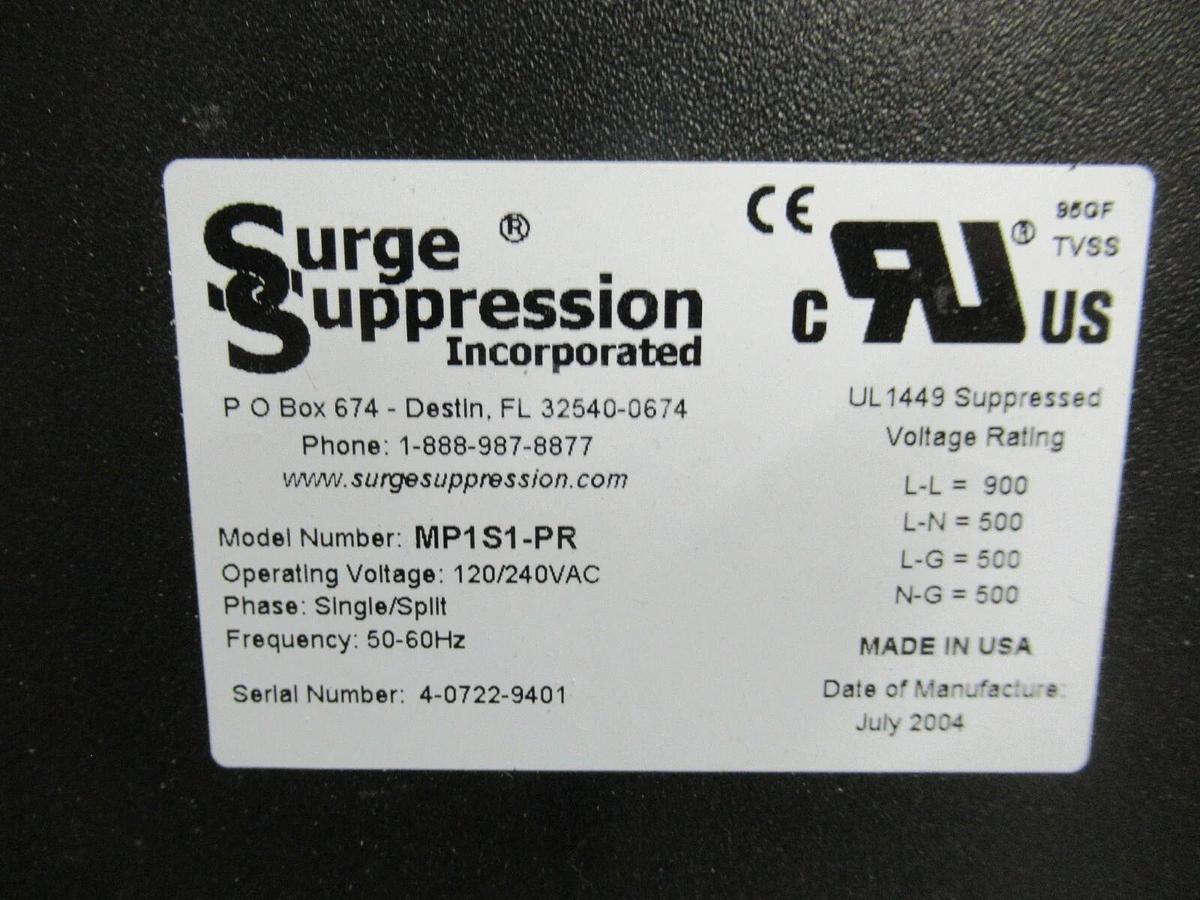 Surge ®
Suppression
Incorporated
P O Box 674 - Destin, FL 32540-0674
Phone: 1-888-987-8877
www.surgesuppression.com
Model Number: MP1S1-PR
Operating Voltage: 120/240VAC
Phase: Single/Split
Frequency: 50-60Hz
Serial Number: 4-0722-9401
CE
TVSS
C RU ® US
UL1449 Suppressed
Voltage Rating
L-L = 900
L-N = 500
L-G = 500
N-G = 500
MADE IN USA
Date of Manufacture:
July 2004